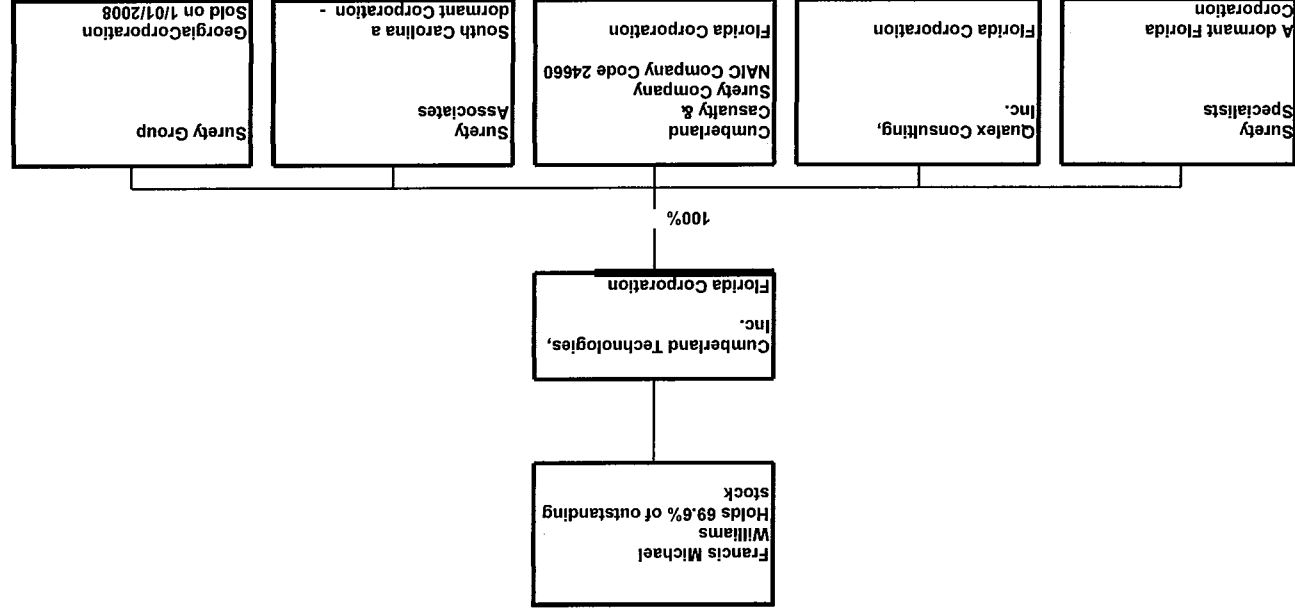 Francis Michael
Williams
Holds 69.6% of outstanding
stock
Cumberland Technologies,
Inc.
Florida Corporation
100%
Surety
Specialists
A dormant Florida
Corporation
Qualex Consulting,
Inc.
Florida Corporation
Cumberland
Casualty &
Surety Company
NAIC Company Code 24660
Florida Corporation
Surety
Associates
South Carolina a
dormant Corporation -
Surety Group
GeorgiaCorporation
Sold on 1/01/2008